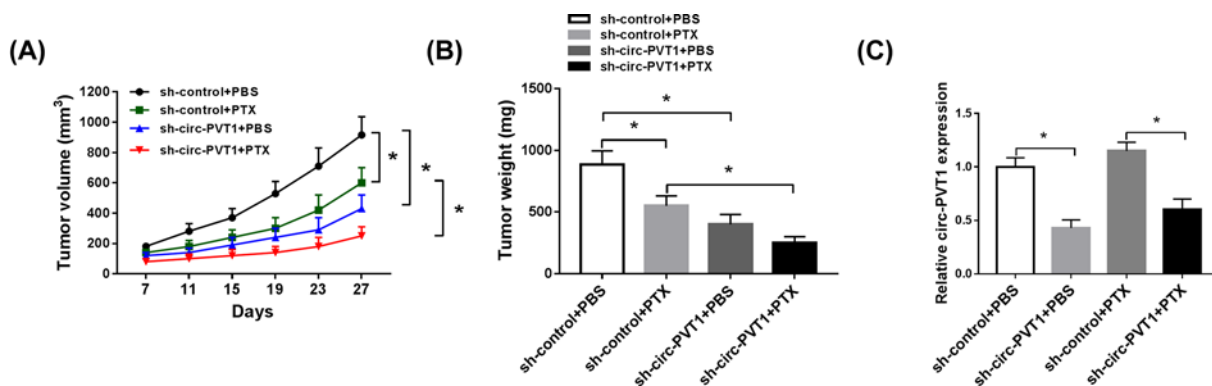 (A)
Tumor volume (mm³)
1200
1000
800
600
400
200
0
sh-control+PBS
sh-control+PTX
sh-circ-PVT1+PBS
sh-circ-PVT1+PTX
*
*
*
7 11 15 19 23 27
Days
(B)
sh-control+PBS
sh-control+PTX
sh-circ-PVT1+PBS
sh-circ-PVT1+PTX
Tumor weight (mg)
1500
1000
500
0
*
*
*
sh-control+PBS
sh-control+PTX
sh-circ-PVT1+PBS
sh-circ-PVT1+PTX
(C)
Relative circ-PVT1 expression
1.5
1.0
0.5
0.0
*
*
sh-control+PBS
sh-circ-PVT1+PBS
sh-control+PTX
sh-circ-PVT1+PTX